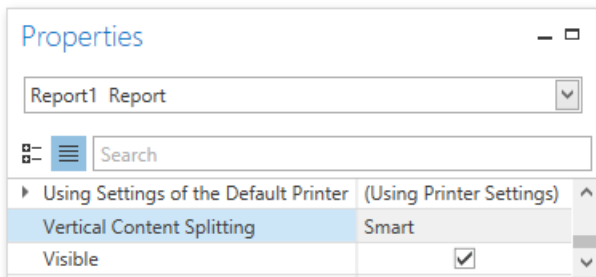 Properties
Report1 Report
Search
Using Settings of the Default Printer (Using Printer Settings)
Vertical Content Splitting Smart
Visible